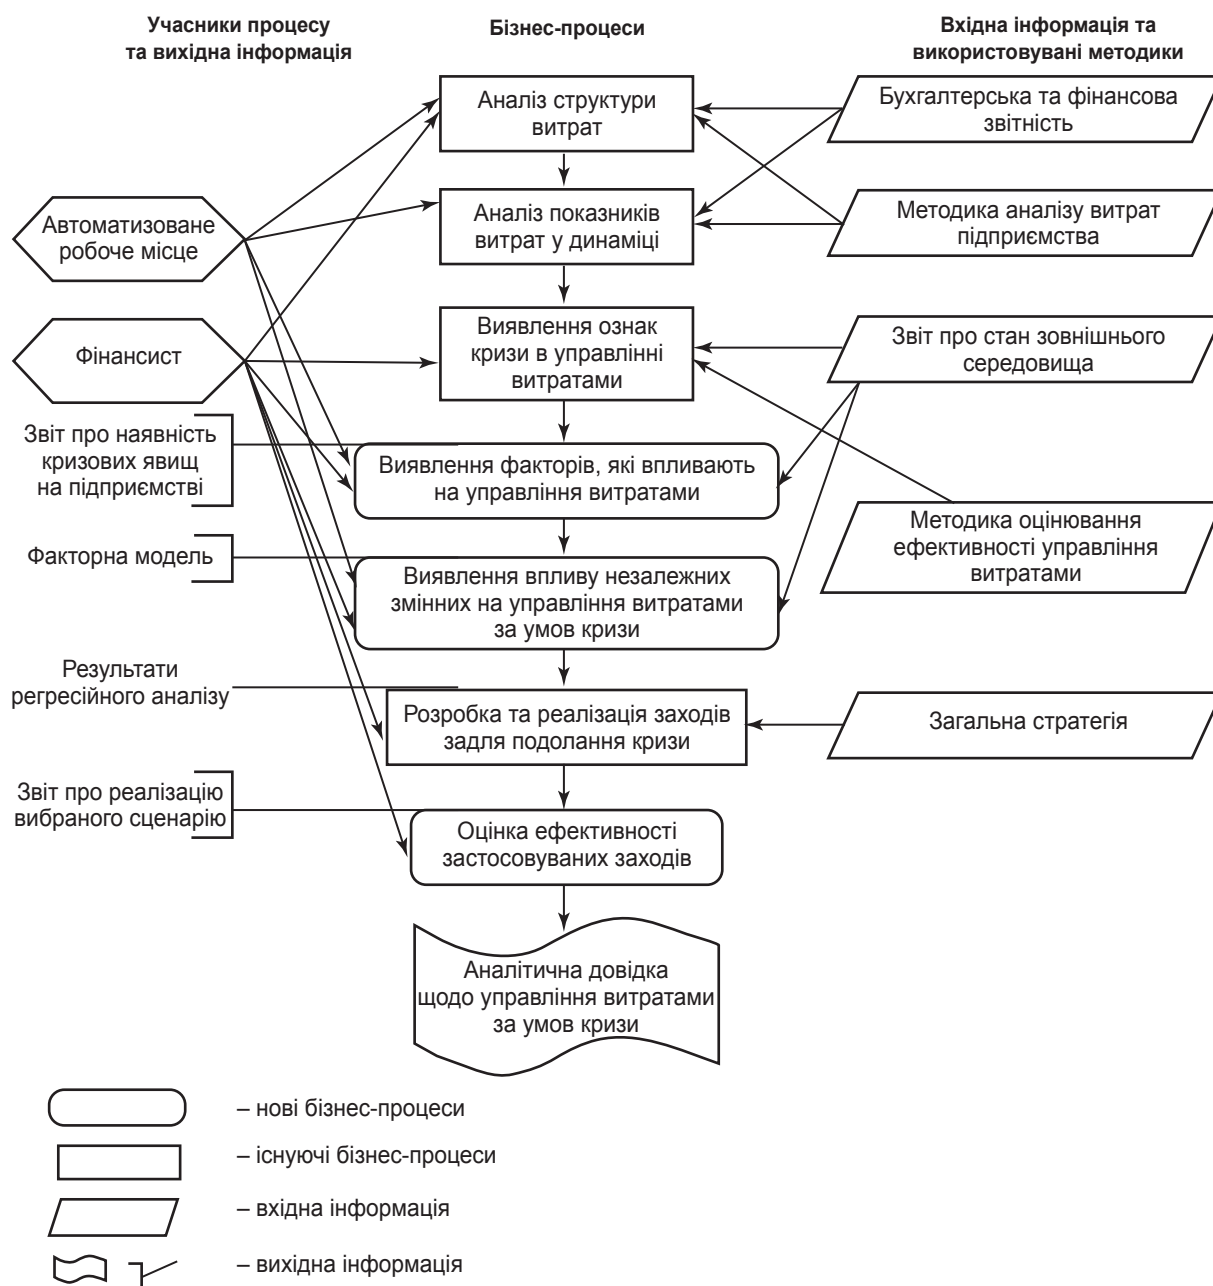 Учасники процесу
та вихідна інформація
Бізнес-процеси
Вхідна інформація та
використовувані методики
Аналіз структури
витрат
Бухгалтерська та фінансова
звітність
Автоматизоване
робоче місце
Аналіз показників
витрат у динаміці
Методика аналізу витрат
підприємства
Фінансист
Виявлення ознак
кризи в управлінні
витратами
Звіт про стан зовнішнього
середовища
Звіт про наявність
кризових явищ
на підприємстві
Виявлення факторів, які впливають
на управління витратами
Методика оцінювання
ефективності управління
витратами
Факторна модель
Виявлення впливу незалежних
змінних на управління витратами
за умов кризи
Результати
регресійного аналізу
Розробка та реалізація заходів
задля подолання кризи
Загальна стратегія
Звіт про реалізацію
вибраного сценарію
Оцінка ефективності
застосовуваних заходів
Аналітична довідка
щодо управління витратами
за умов кризи
– нові бізнес-процеси
– існуючі бізнес-процеси
– вхідна інформація
– вихідна інформація